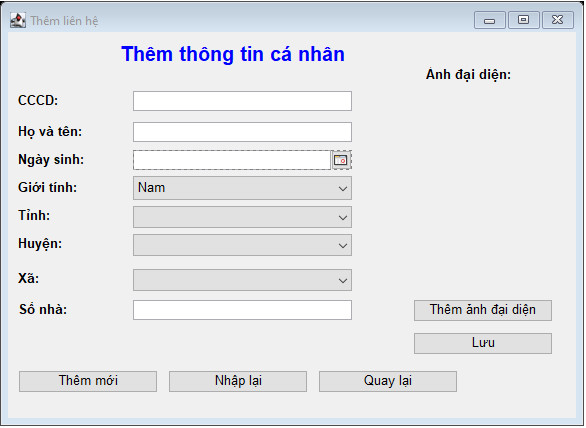 Thêm liên hệ
Thêm thông tin cá nhân
Ảnh đại diện:
CCCD:
Họ và tên:
Ngày sinh:
Giới tính:
Nam
Tỉnh:
Huyện:
Xã:
Số nhà:
Thêm ảnh đại diện
Lưu
Thêm mới
Nhập lại
Quay lại